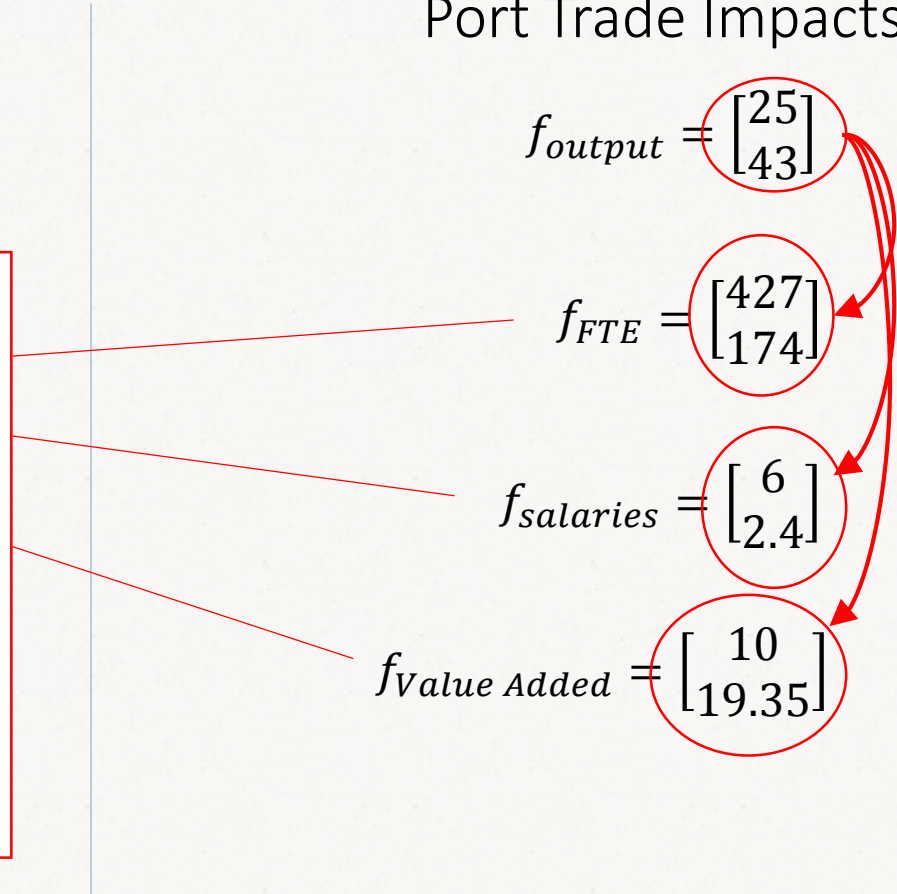 Port Trade Impacts
f_output = [25
43]
f_FTE = [427
174]
f_salaries = [6
2.4]
f_Value Added = [10
19.35]